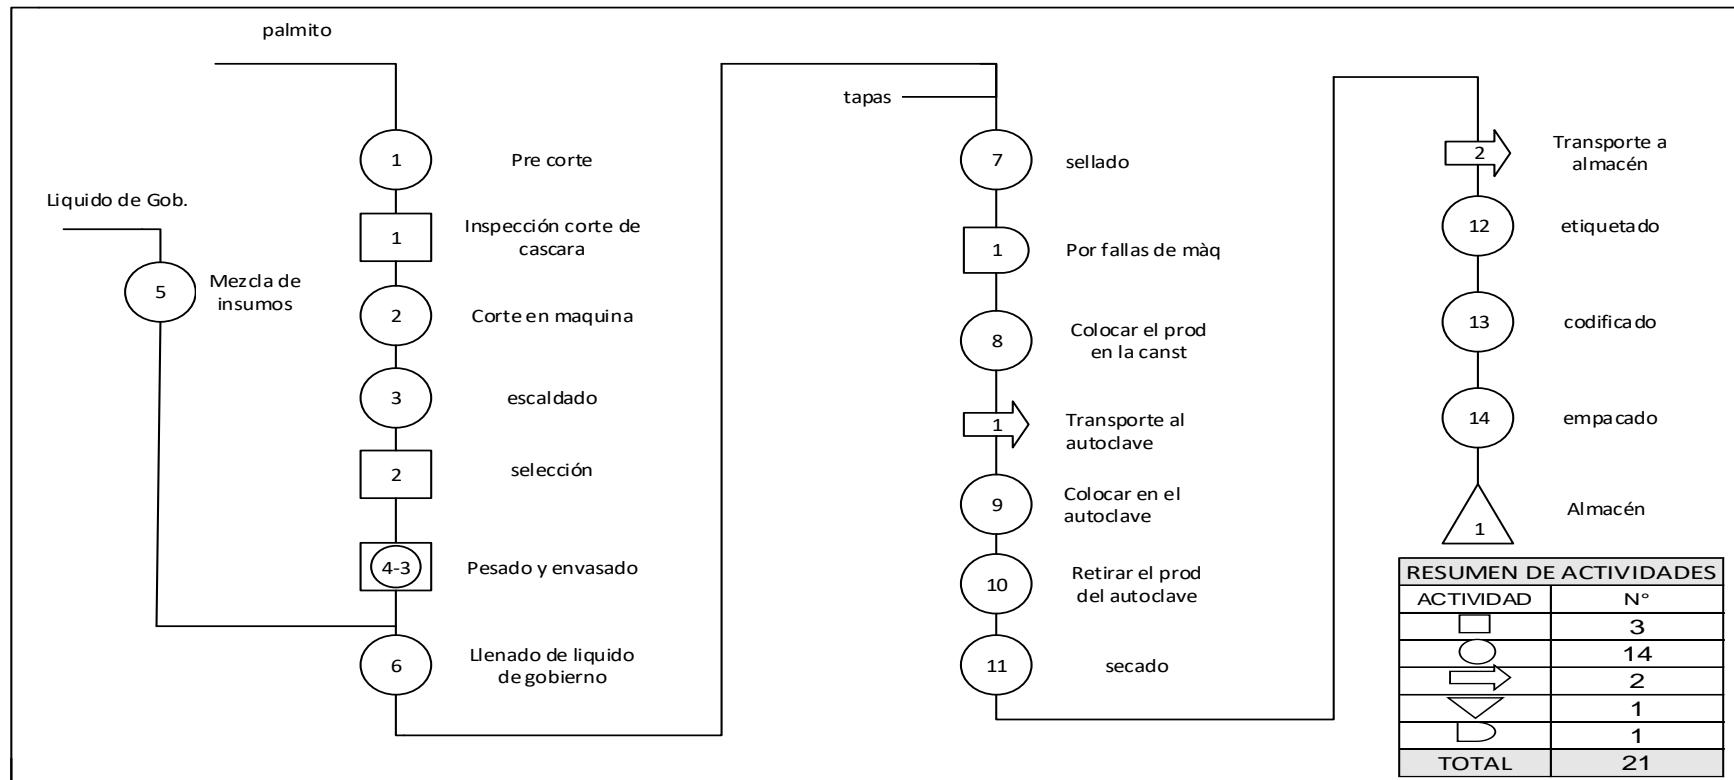 palmito
1
Pre corte
1
Inspección corte de
cascara
Liquido de Gob.
5
Mezcla de
insumos
2
Corte en maquina
3
escaldado
2
selección
4-3
Pesado y envasado
6
Llenado de liquido
de gobierno
tapas
7
sellado
1
Por fallas de màq
8
Colocar el prod
en la canst
1
Transporte al
autoclave
9
Colocar en el
autoclave
10
Retirar el prod
del autoclave
11
secado
2
Transporte a
almacén
12
etiquetado
13
codificado
14
empacado
1
Almacén
RESUMEN DE ACTIVIDADES
ACTIVIDAD N°
3
14
2
1
1
TOTAL 21